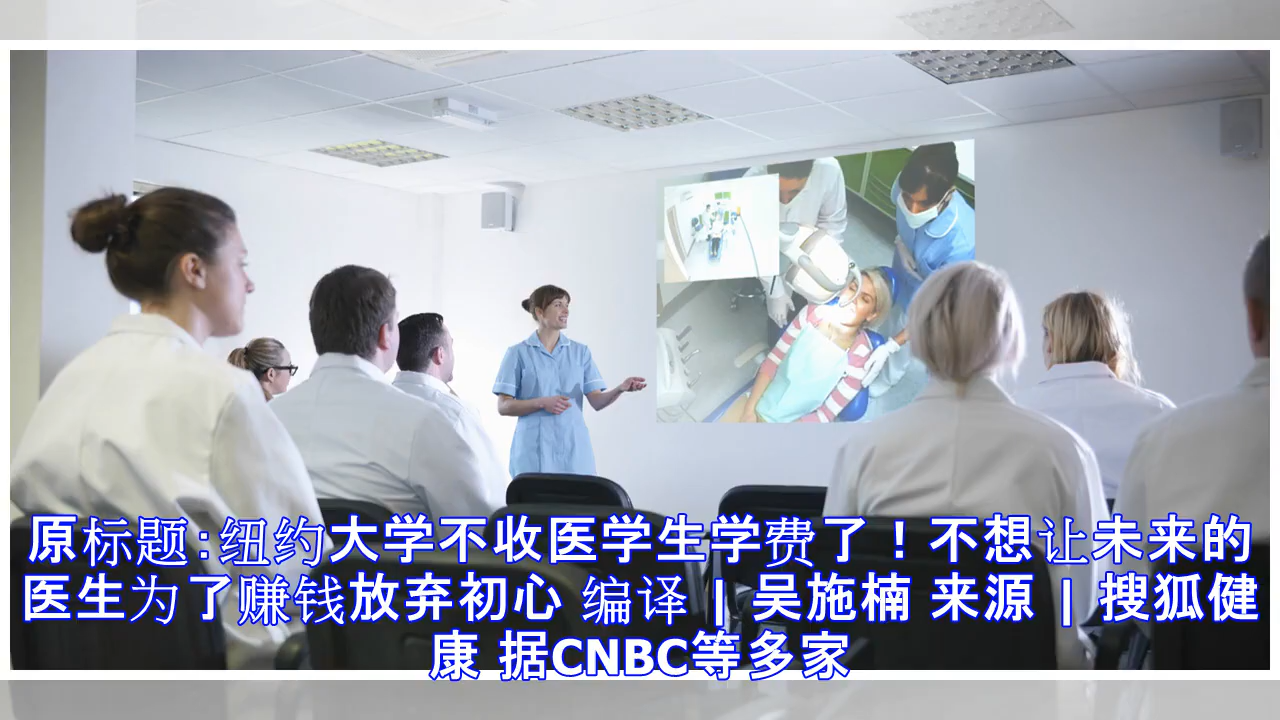 原标题:纽约大学不收医学生学费了！不想让未来的
医生为了赚钱放弃初心 编译 | 吴施楠 来源 | 搜狐健
康 据CNBC等多家